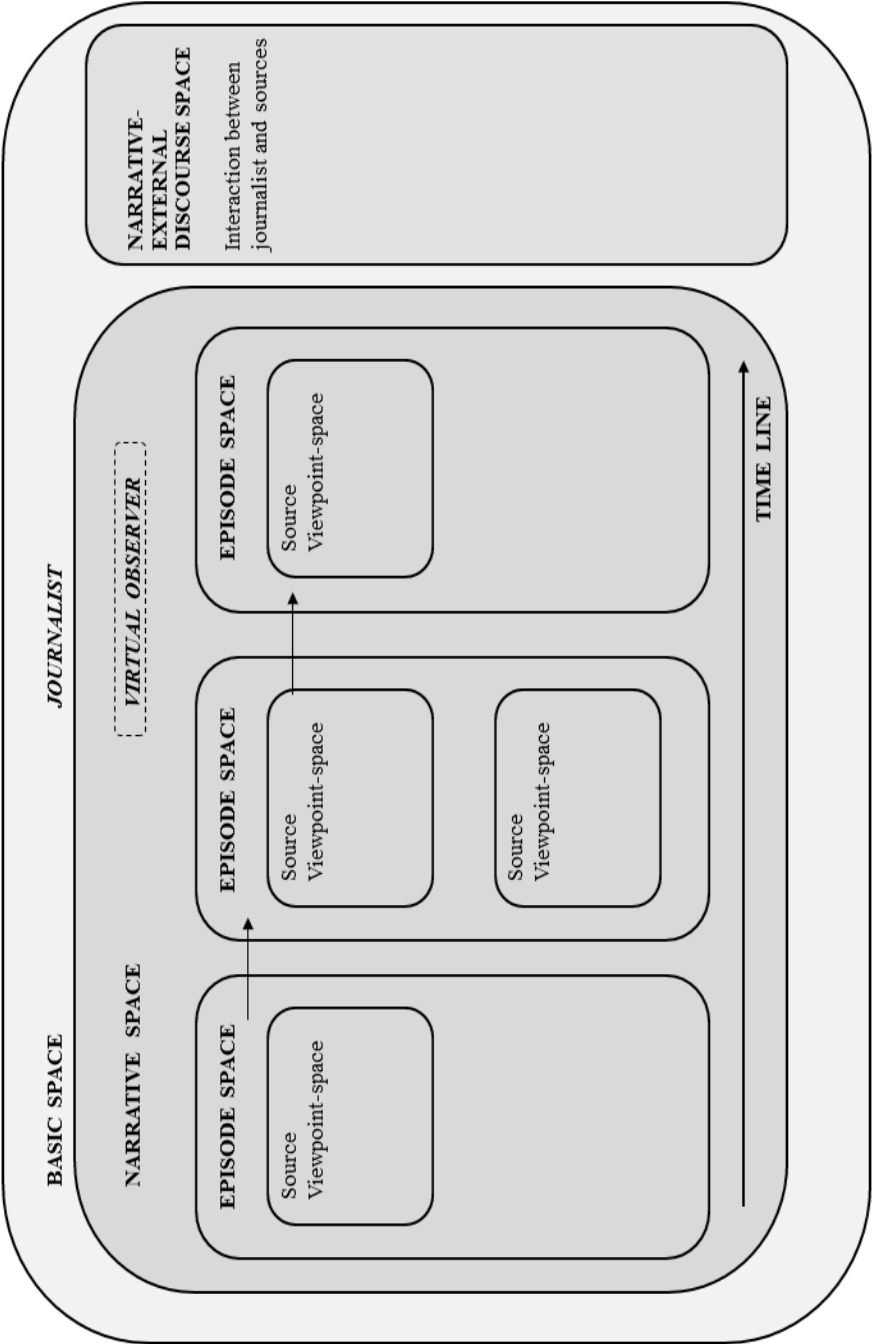 BASIC SPACE
JOURNALIST
NARRATIVE SPACE
VIRTUAL OBSERVER
EPISODE SPACE
Source
Viewpoint-space
EPISODE SPACE
Source
Viewpoint-space
Source
Viewpoint-space
EPISODE SPACE
Source
Viewpoint-space
TIME LINE
NARRATIVE-
EXTERNAL
DISCOURSE SPACE
Interaction between
journalist and sources